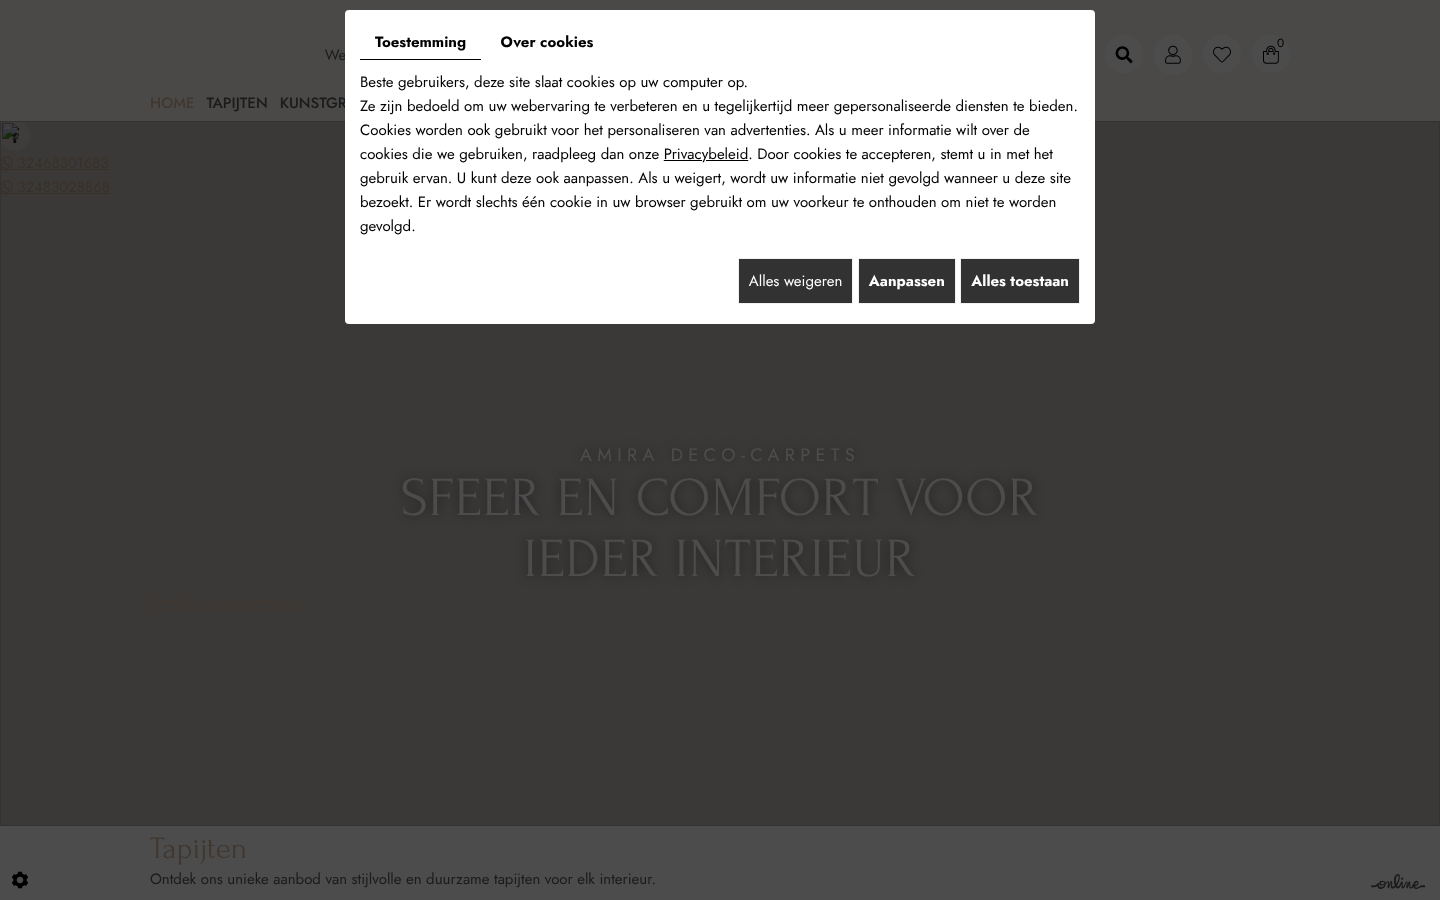 Toestemming
Over cookies
Beste gebruikers, deze site slaat cookies op uw computer op.
Ze zijn bedoeld om uw webervaring te verbeteren en u tegelijkertijd meer gepersonaliseerde diensten te bieden.
Cookies worden ook gebruikt voor het personaliseren van advertenties. Als u meer informatie wilt over de
cookies die we gebruiken, raadpleeg dan onze Privacybeleid. Door cookies te accepteren, stemt u in met het
gebruik ervan. U kunt deze ook aanpassen. Als u weigert, wordt uw informatie niet gevolgd wanneer u deze site
bezoekt. Er wordt slechts één cookie in uw browser gebruikt om uw voorkeur te onthouden om niet te worden
gevolgd.
Alles weigeren
Aanpassen
Alles toestaan
0
HOME TAPIJTEN
32468301683
32483028868
AMIRA DECO-CARPETS
SFEER EN COMFORT VOOR
IEDER INTERIEUR
Tapijten
Ontdek ons unieke aanbod van stijlvolle en duurzame tapijten voor elk interieur.
online